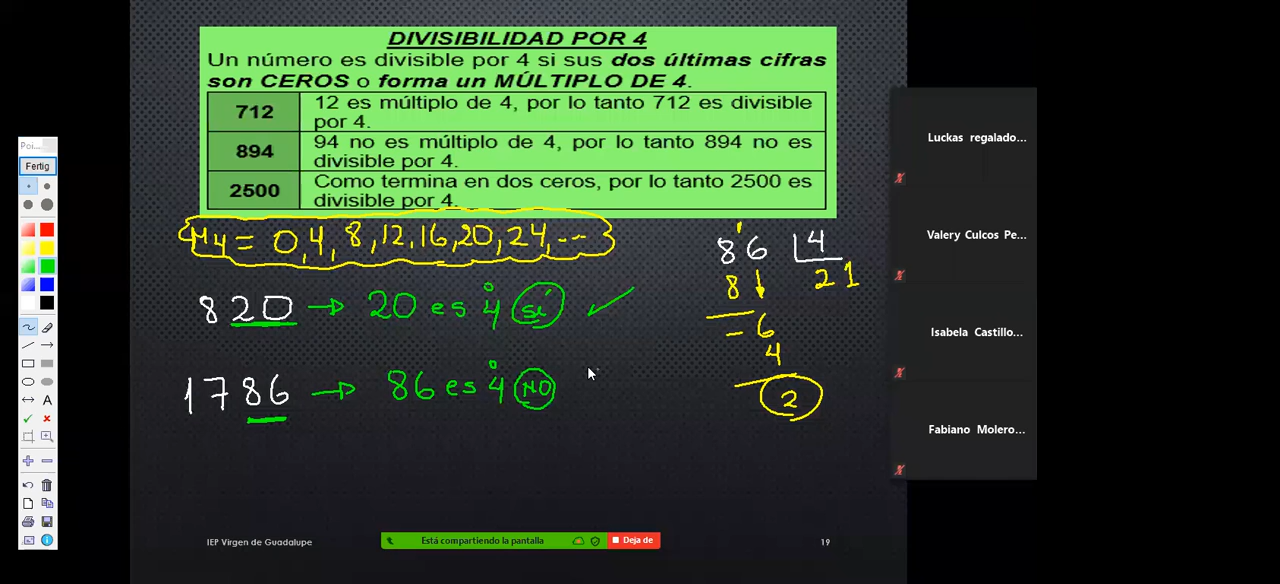 DIVISIBILIDAD POR 4
Un número es divisible por 4 si sus dos últimas cifras
son CEROS o forma un MÚLTIPLO DE 4.
712
12 es múltiplo de 4, por lo tanto 712 es divisible
por 4.
894
94 no es múltiplo de 4, por lo tanto 894 no es
divisible por 4.
2500
Como termina en dos ceros, por lo tanto 2500 es
divisible por 4.
M4 = 0,4,8,12,16,20,24,...
820 → 20 es 4̊ SÍ ✓
1786 → 86 es 4̊ NO
86 4
8 21
- 6
4
2
Poi...
Fertig
A
Luckas regalado...
Valery Culcos Pe...
Isabela Castillo...
Fabiano Molero...
IEP Virgen de Guadalupe
Está compartiendo la pantalla
Deja de
19